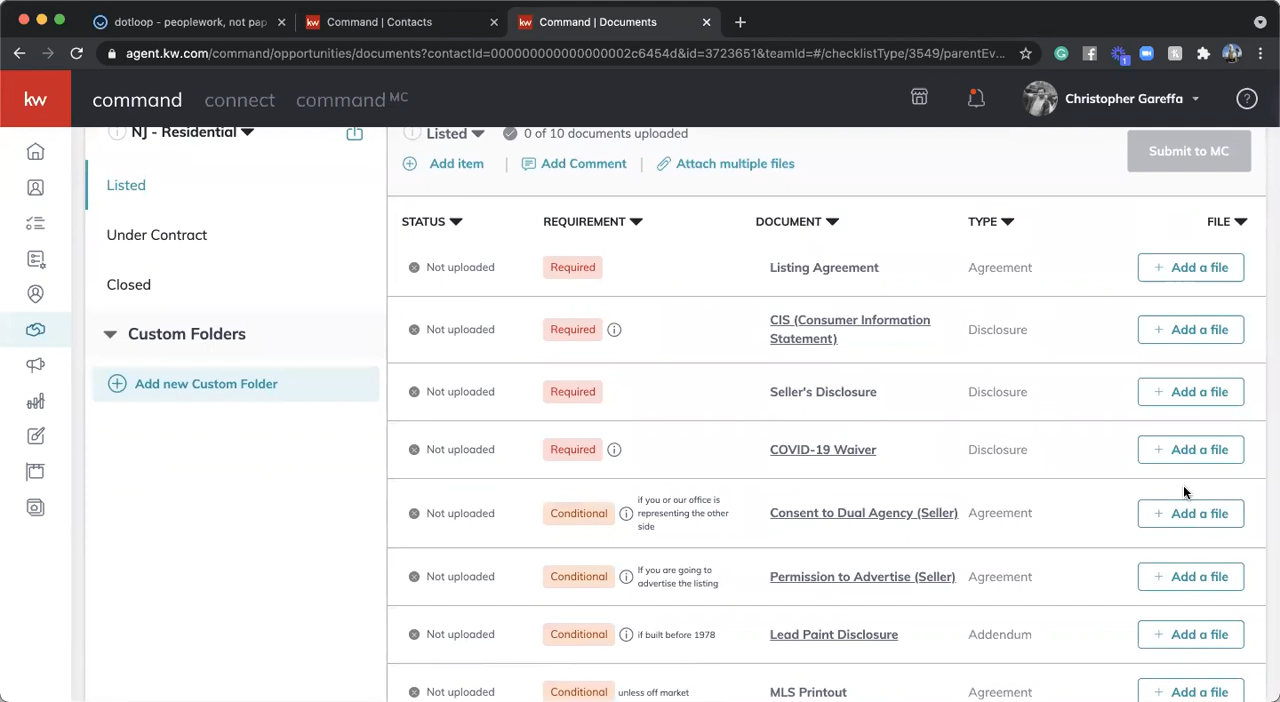 dotloop - peoplework, not pap
Command | Contacts
Command | Documents
agent.kw.com/command/opportunities/documents?contactId=000000000000000002c6454d&id=3723651&teamId=#/checklistType/3549/parentEv...
1
kw
command
connect
command MC
Christopher Gareffa
NJ - Residential
Listed
0 of 10 documents uploaded
Add item
Add Comment
Attach multiple files
Submit to MC
Listed
Under Contract
Closed
Custom Folders
Add new Custom Folder
STATUS REQUIREMENT DOCUMENT TYPE FILE
Not uploaded Required Listing Agreement Agreement + Add a file
Not uploaded Required CIS (Consumer Information
Statement) Disclosure + Add a file
Not uploaded Required Seller's Disclosure Disclosure + Add a file
Not uploaded Required COVID-19 Waiver Disclosure + Add a file
Not uploaded Conditional if you or our office is
representing the other
side
Consent to Dual Agency (Seller) Agreement + Add a file
Not uploaded Conditional If you are going to
advertise the listing
Permission to Advertise (Seller) Agreement + Add a file
Not uploaded Conditional if built before 1978 Lead Paint Disclosure Addendum + Add a file
Not uploaded Conditional unless off market MLS Printout Agreement + Add a file